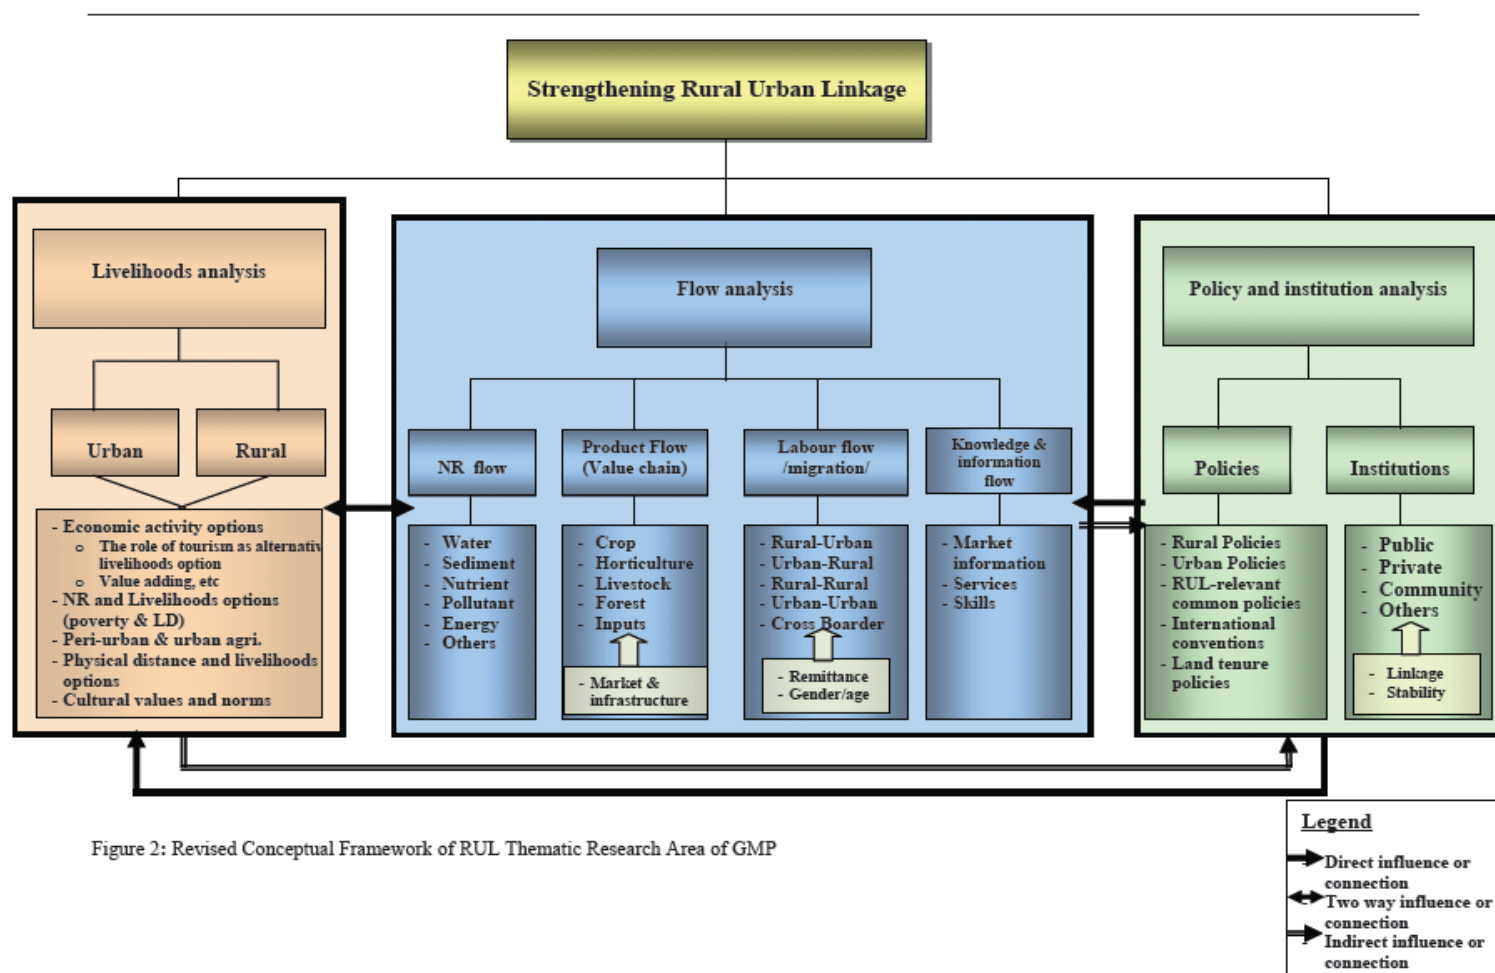 Strengthening Rural Urban Linkage
Livelihoods analysis
Urban
Rural
- Economic activity options
o The role of tourism as alternativ
livelihoods option
o Value adding, etc
- NR and Livelihoods options
(poverty & LD)
- Peri-urban & urban agri.
- Physical distance and livelihoods
options
- Cultural values and norms
Flow analysis
NR flow
- Water
- Sediment
- Nutrient
- Pollutant
- Energy
- Others
Product Flow
(Value chain)
- Crop
- Horticulture
- Livestock
- Forest
- Inputs
- Market &
infrastructure
Labour flow
/migration/
- Rural-Urban
- Urban-Rural
- Rural-Rural
- Urban-Urban
- Cross Boarder
- Remittance
- Gender/age
Knowledge &
information
flow
- Market
information
- Services
- Skills
Policy and institution analysis
Policies
- Rural Policies
- Urban Policies
- RUL-relevant
common policies
- International
conventions
- Land tenure
policies
Institutions
- Public
- Private
- Community
- Others
- Linkage
- Stability
Figure 2: Revised Conceptual Framework of RUL Thematic Research Area of GMP
Legend
- Direct influence or
connection
- Two way influence or
connection
- Indirect influence or
connection